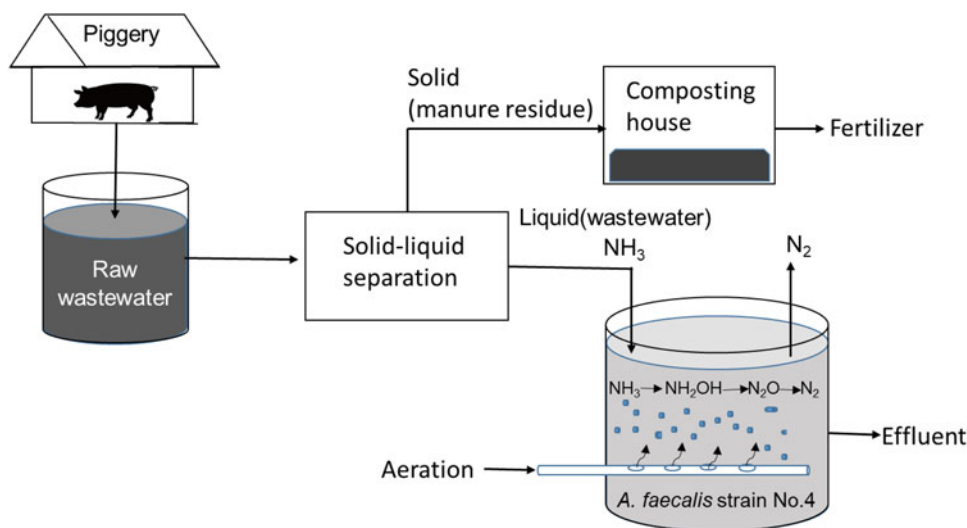 Piggery
Solid
(manure residue)
Composting
house
Fertilizer
Raw
wastewater
Solid-liquid
separation
Liquid(wastewater)
NH₃
N₂
NH₃→NH₂OH→N₂O→N₂
Aeration
Effluent
A. faecalis strain No.4